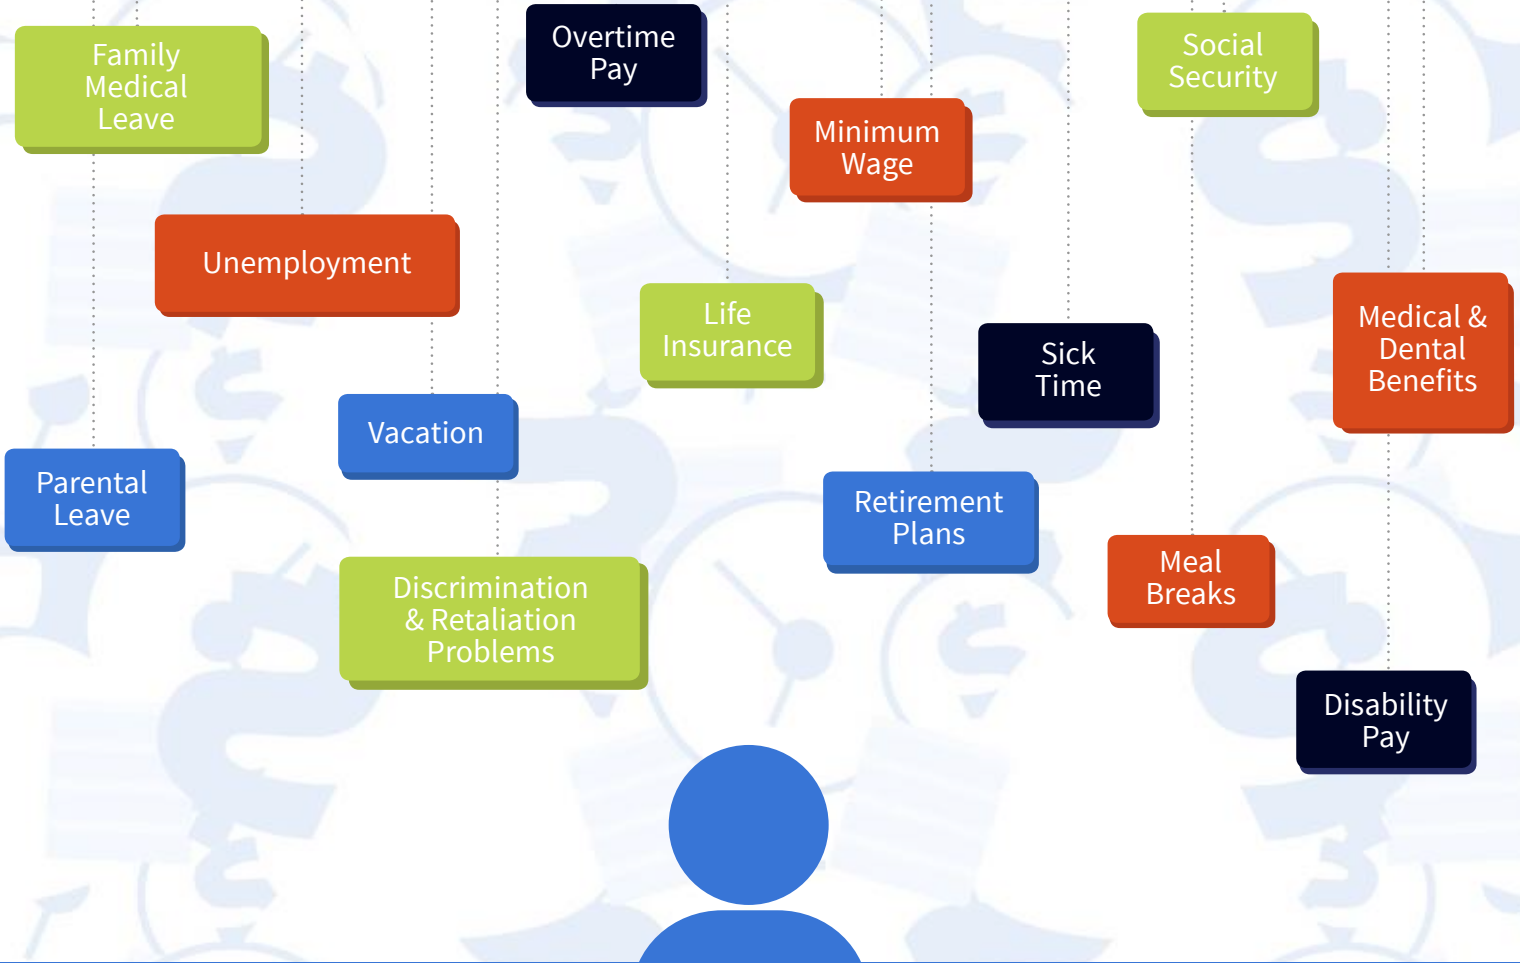 Family
Medical
Leave
Overtime
Pay
Social
Security
Minimum
Wage
Unemployment
Life
Insurance
Sick
Time
Medical &
Dental
Benefits
Vacation
Parental
Leave
Retirement
Plans
Meal
Breaks
Discrimination
& Retaliation
Problems
Disability
Pay